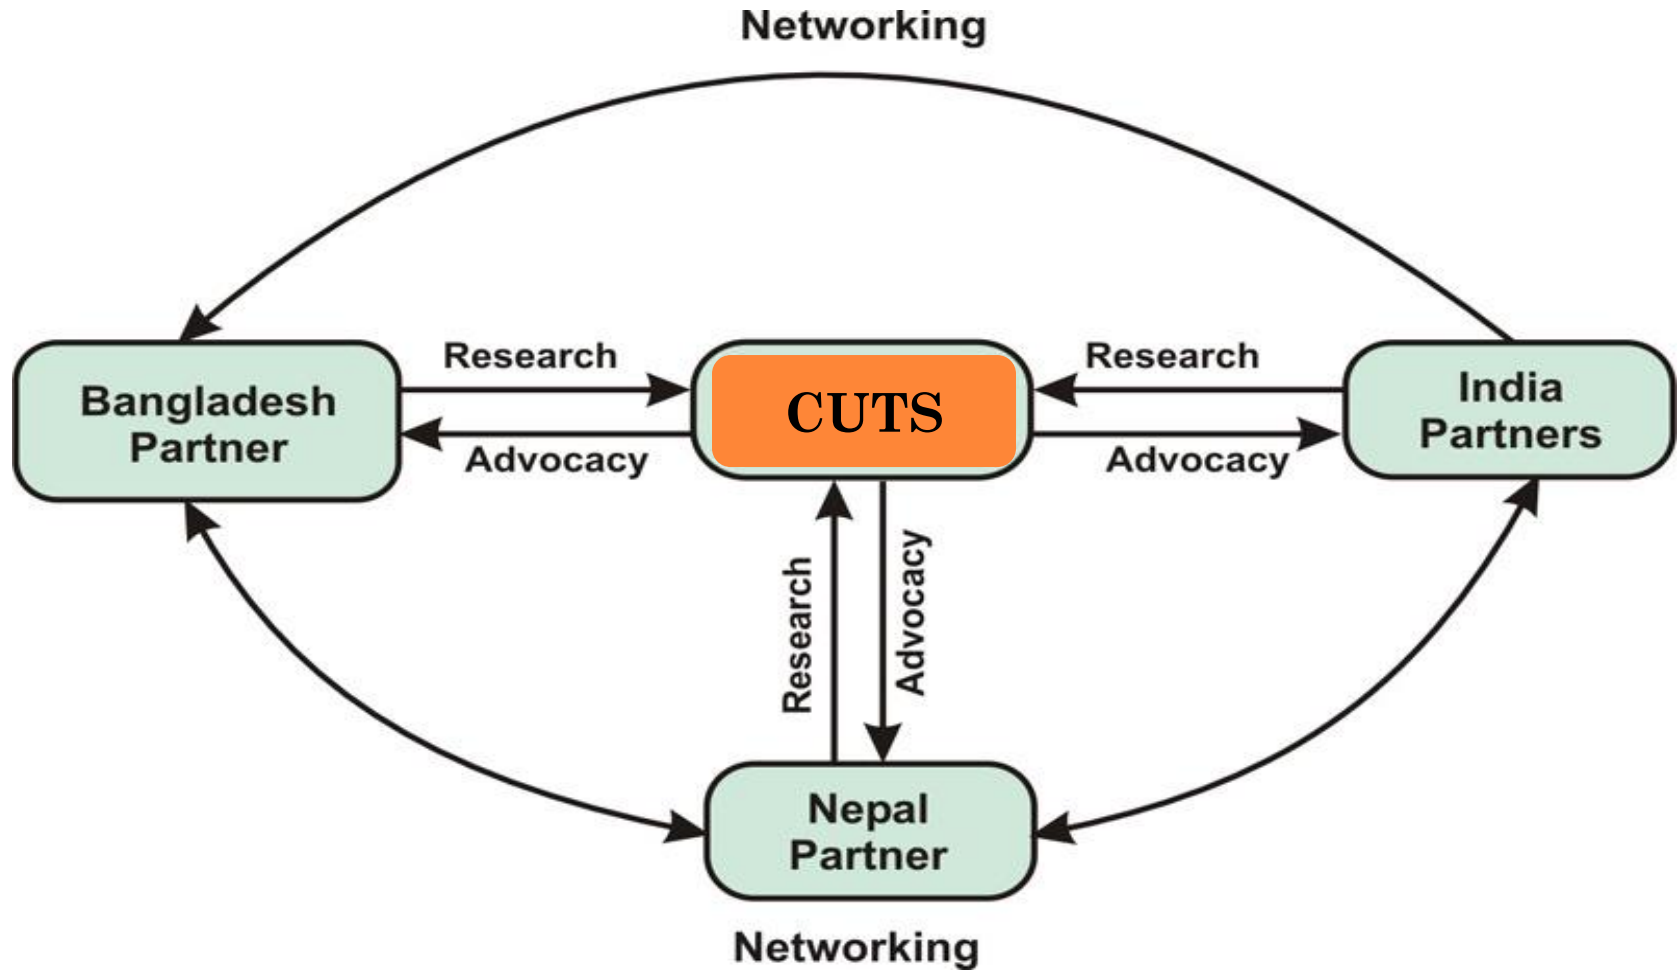 Networking
Research
Research
Bangladesh
Partner
CUTS
India
Partners
Advocacy
Advocacy
Research
Advocacy
Nepal
Partner
Networking